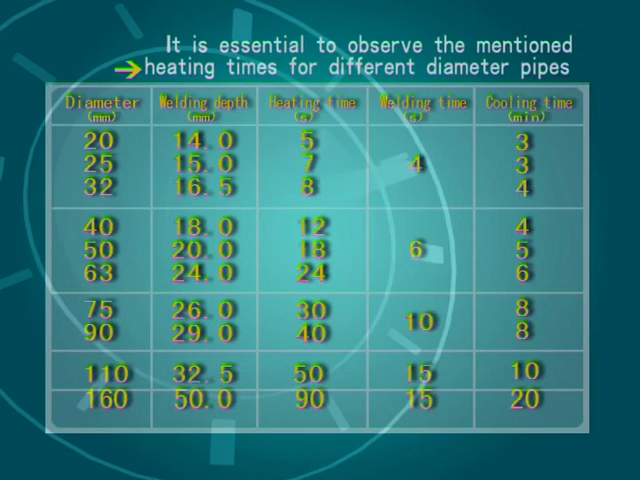 It is essential to observe the mentioned
heating times for different diameter pipes
Diameter Welding depth Heating time Welding time Cooling time
(mm) (mm) (s) (s) (min)
20 14.0 5 3
25 15.0 7 4 3
32 16.5 8 4
40 18.0 12 4
50 20.0 18 6 5
63 24.0 24 6
75 26.0 30 8
90 29.0 40 10 8
110 32.5 50 15 10
160 50.0 90 15 20